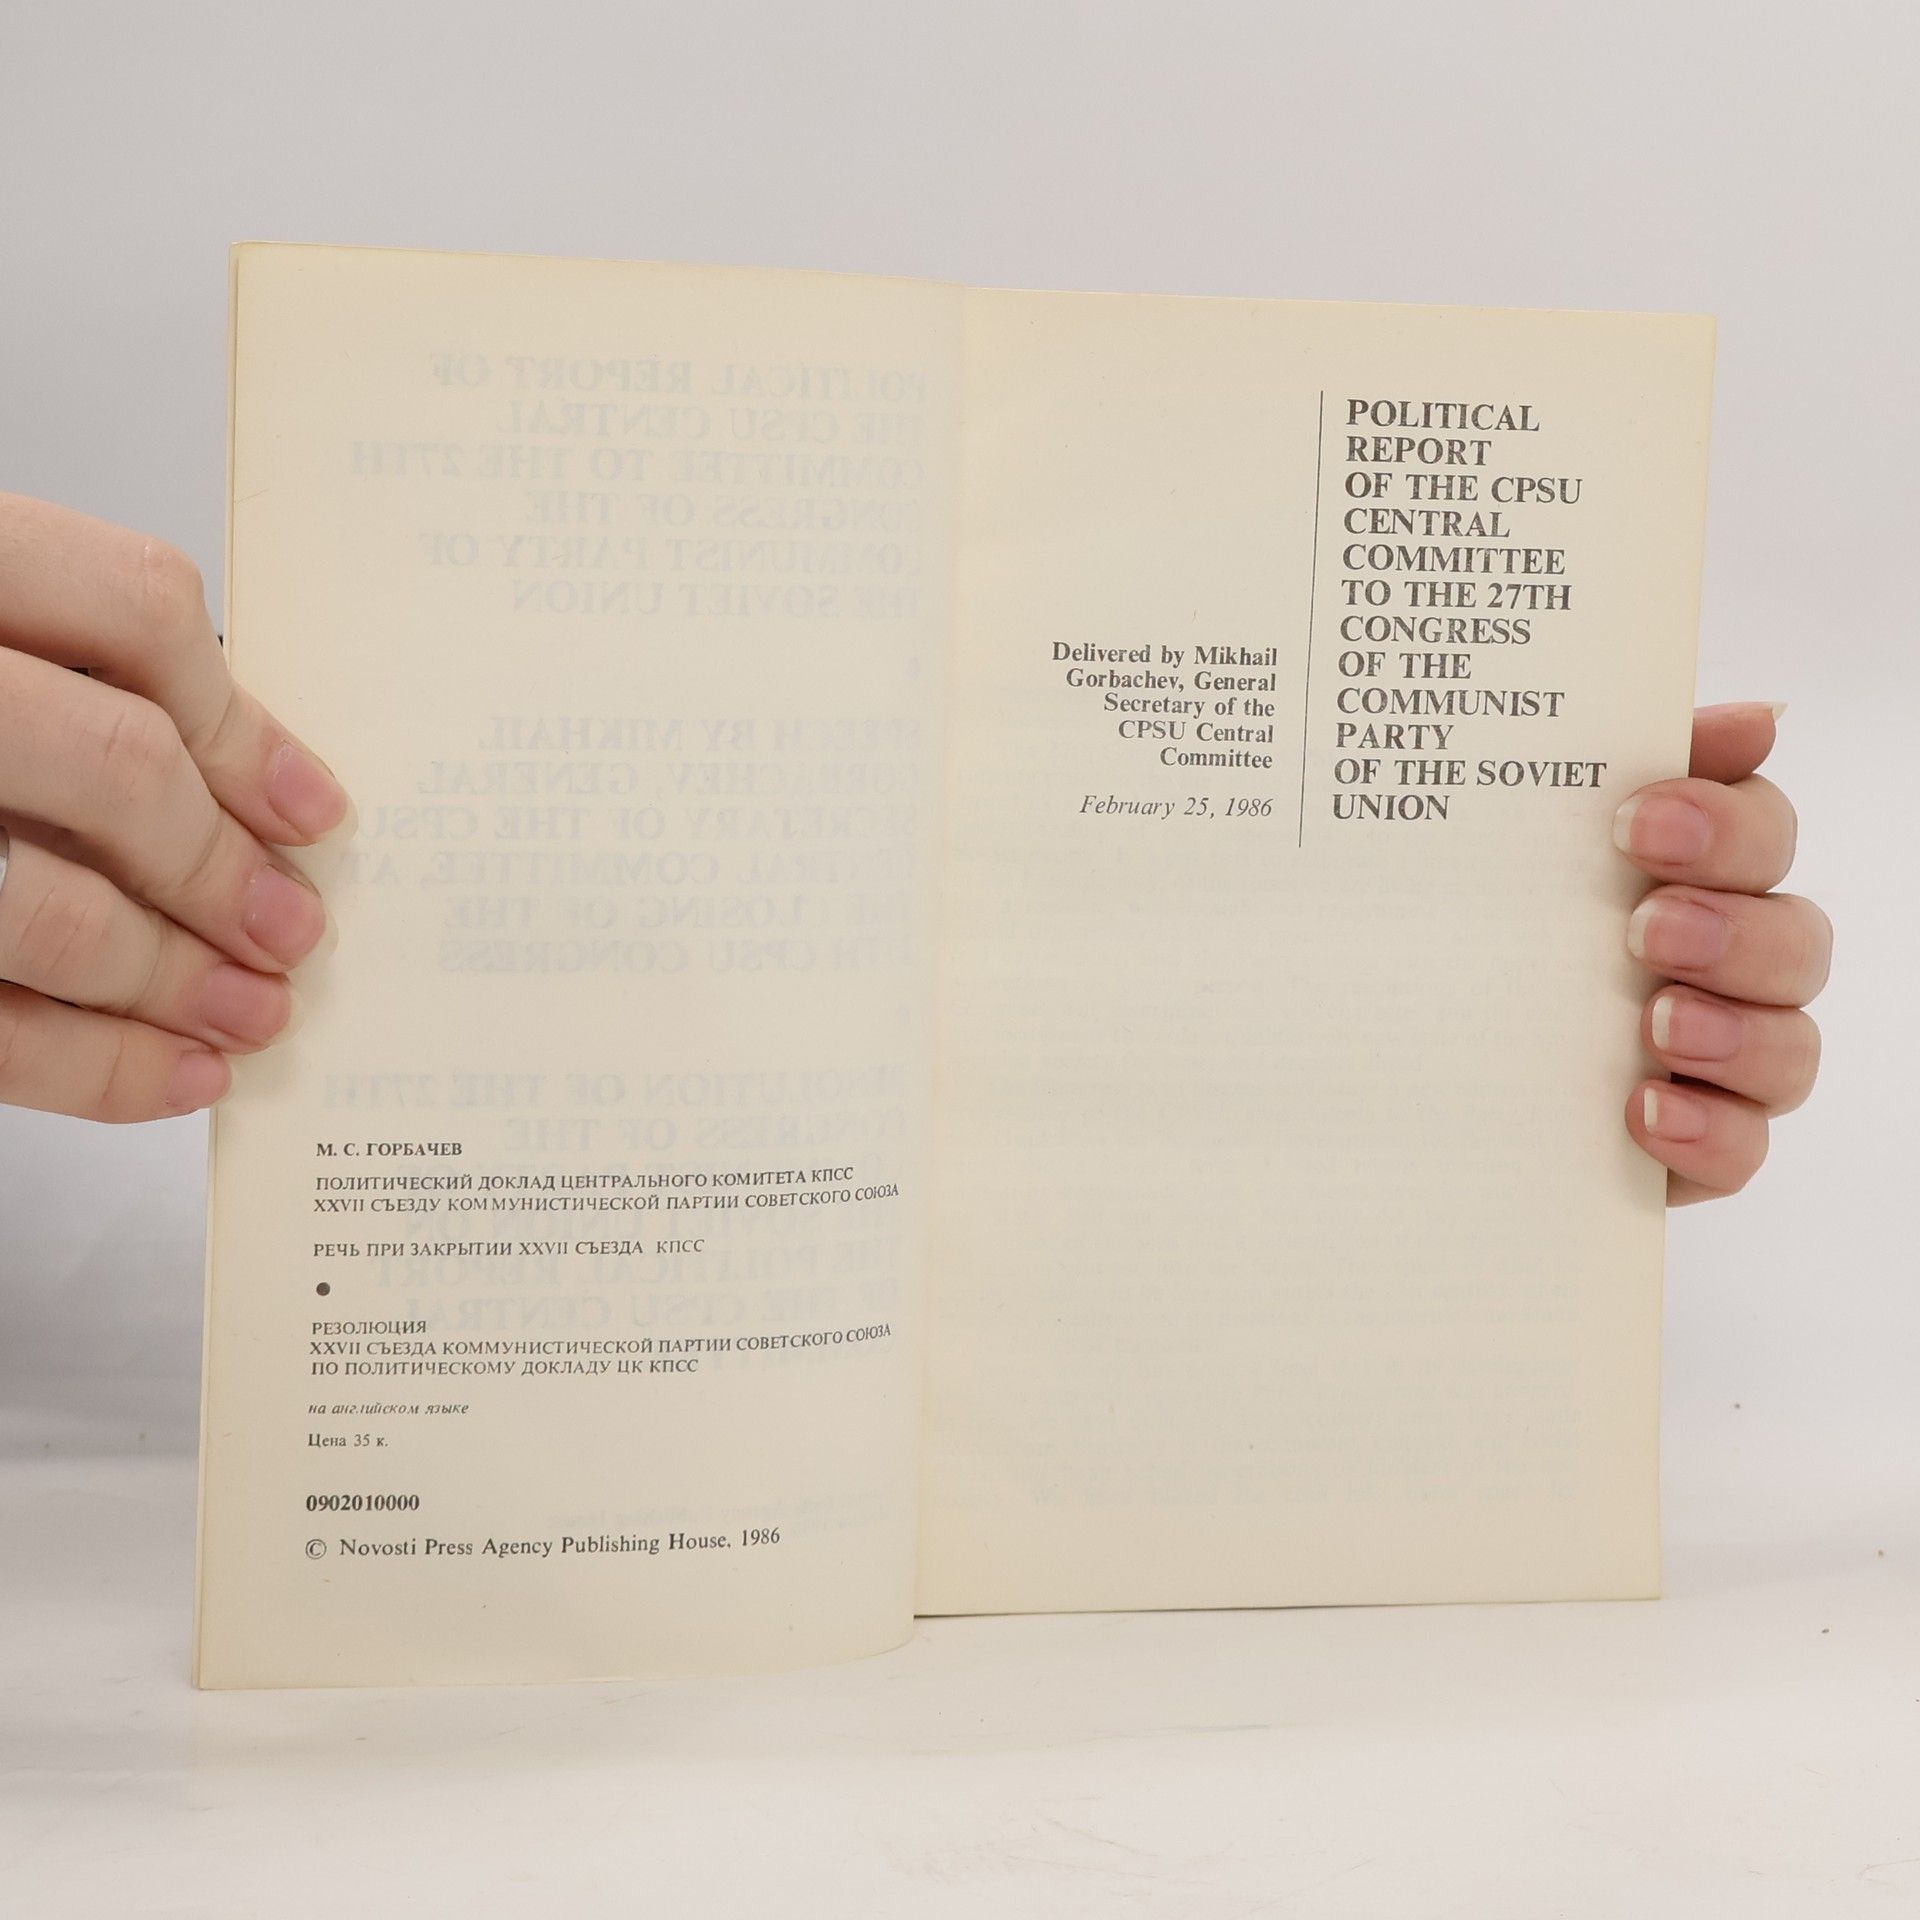 М. С. ГОРБАЧЕВ
ПОЛИТИЧЕСКИЙ ДОКЛАД ЦЕНТРАЛЬНОГО КОМИТЕТА КПСС
XXVII СЪЕЗДУ КОММУНИСТИЧЕСКОЙ ПАРТИИ СОВЕТСКОГО СОЮЗА
РЕЧЬ ПРИ ЗАКРЫТИИ XXVII СЪЕЗДА КПСС
●
РЕЗОЛЮЦИЯ
XXVII СЪЕЗДА КОММУНИСТИЧЕСКОЙ ПАРТИИ СОВЕТСКОГО СОЮЗА
ПО ПОЛИТИЧЕСКОМУ ДОКЛАДУ ЦК КПСС
на английском языке
Цена 35 к.
0902010000
© Novosti Press Agency Publishing House, 1986
Delivered by Mikhail
Gorbachev, General
Secretary of the
CPSU Central
Committee
February 25, 1986
POLITICAL
REPORT
OF THE CPSU
CENTRAL
COMMITTEE
TO THE 27TH
CONGRESS
OF THE
COMMUNIST
PARTY
OF THE SOVIET
UNION